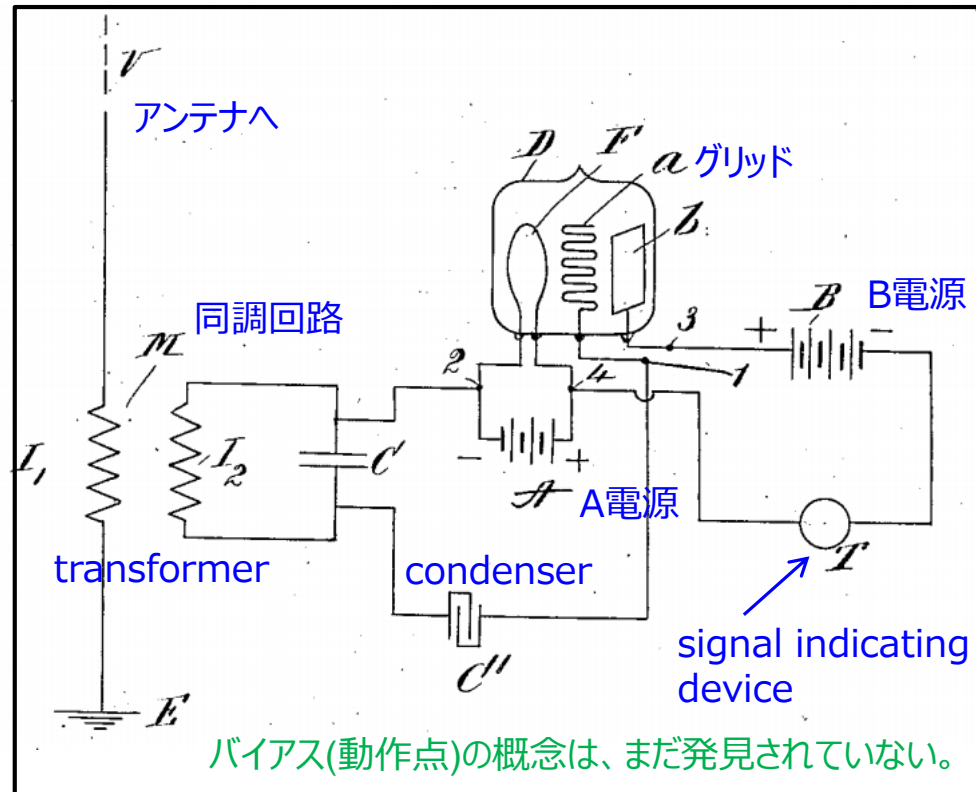 V
アンテナへ
D F a グリッド b
同調回路
M
B電源
+ B -
3
2 4 1
I₁ I₂ C'
- +
A
A電源
transformer condenser
T
C''
signal indicating
device
E
バイアス(動作点)の概念は、まだ発見されていない。